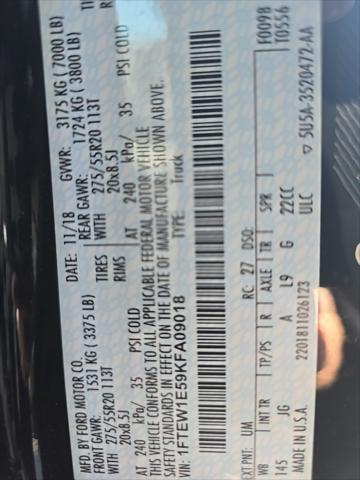 MFD. BY FORD MOTOR CO.
DATE: 11/18 GVWR: 3175 KG (7000 LB)
FRONT GAWR: 1531 KG (3375 LB) REAR GAWR: 1724 KG (3800 LB)
WITH 275/55R20 113T TIRES WITH 275/55R20 113T
20x8.5J RIMS 20x8.5J
AT 240 kPa/ 35 PSI COLD AT 240 kPa/ 35 PSI COLD
THIS VEHICLE CONFORMS TO ALL APPLICABLE FEDERAL MOTOR VEHICLE
SAFETY STANDARDS IN EFFECT ON THE DATE OF MANUFACTURE SHOWN ABOVE.
VIN: 1FTEW1E59KFA09018 TYPE: Truck
F0098
T0556
EXT PNT: UM RC: 27 DSO:
WB INT TR TP/PS R AXLE TR SPR
145 JG A L9 G 22CC
2201811026123 ULC
MADE IN U.S.A. ▽ 5U5A-3520472-AA